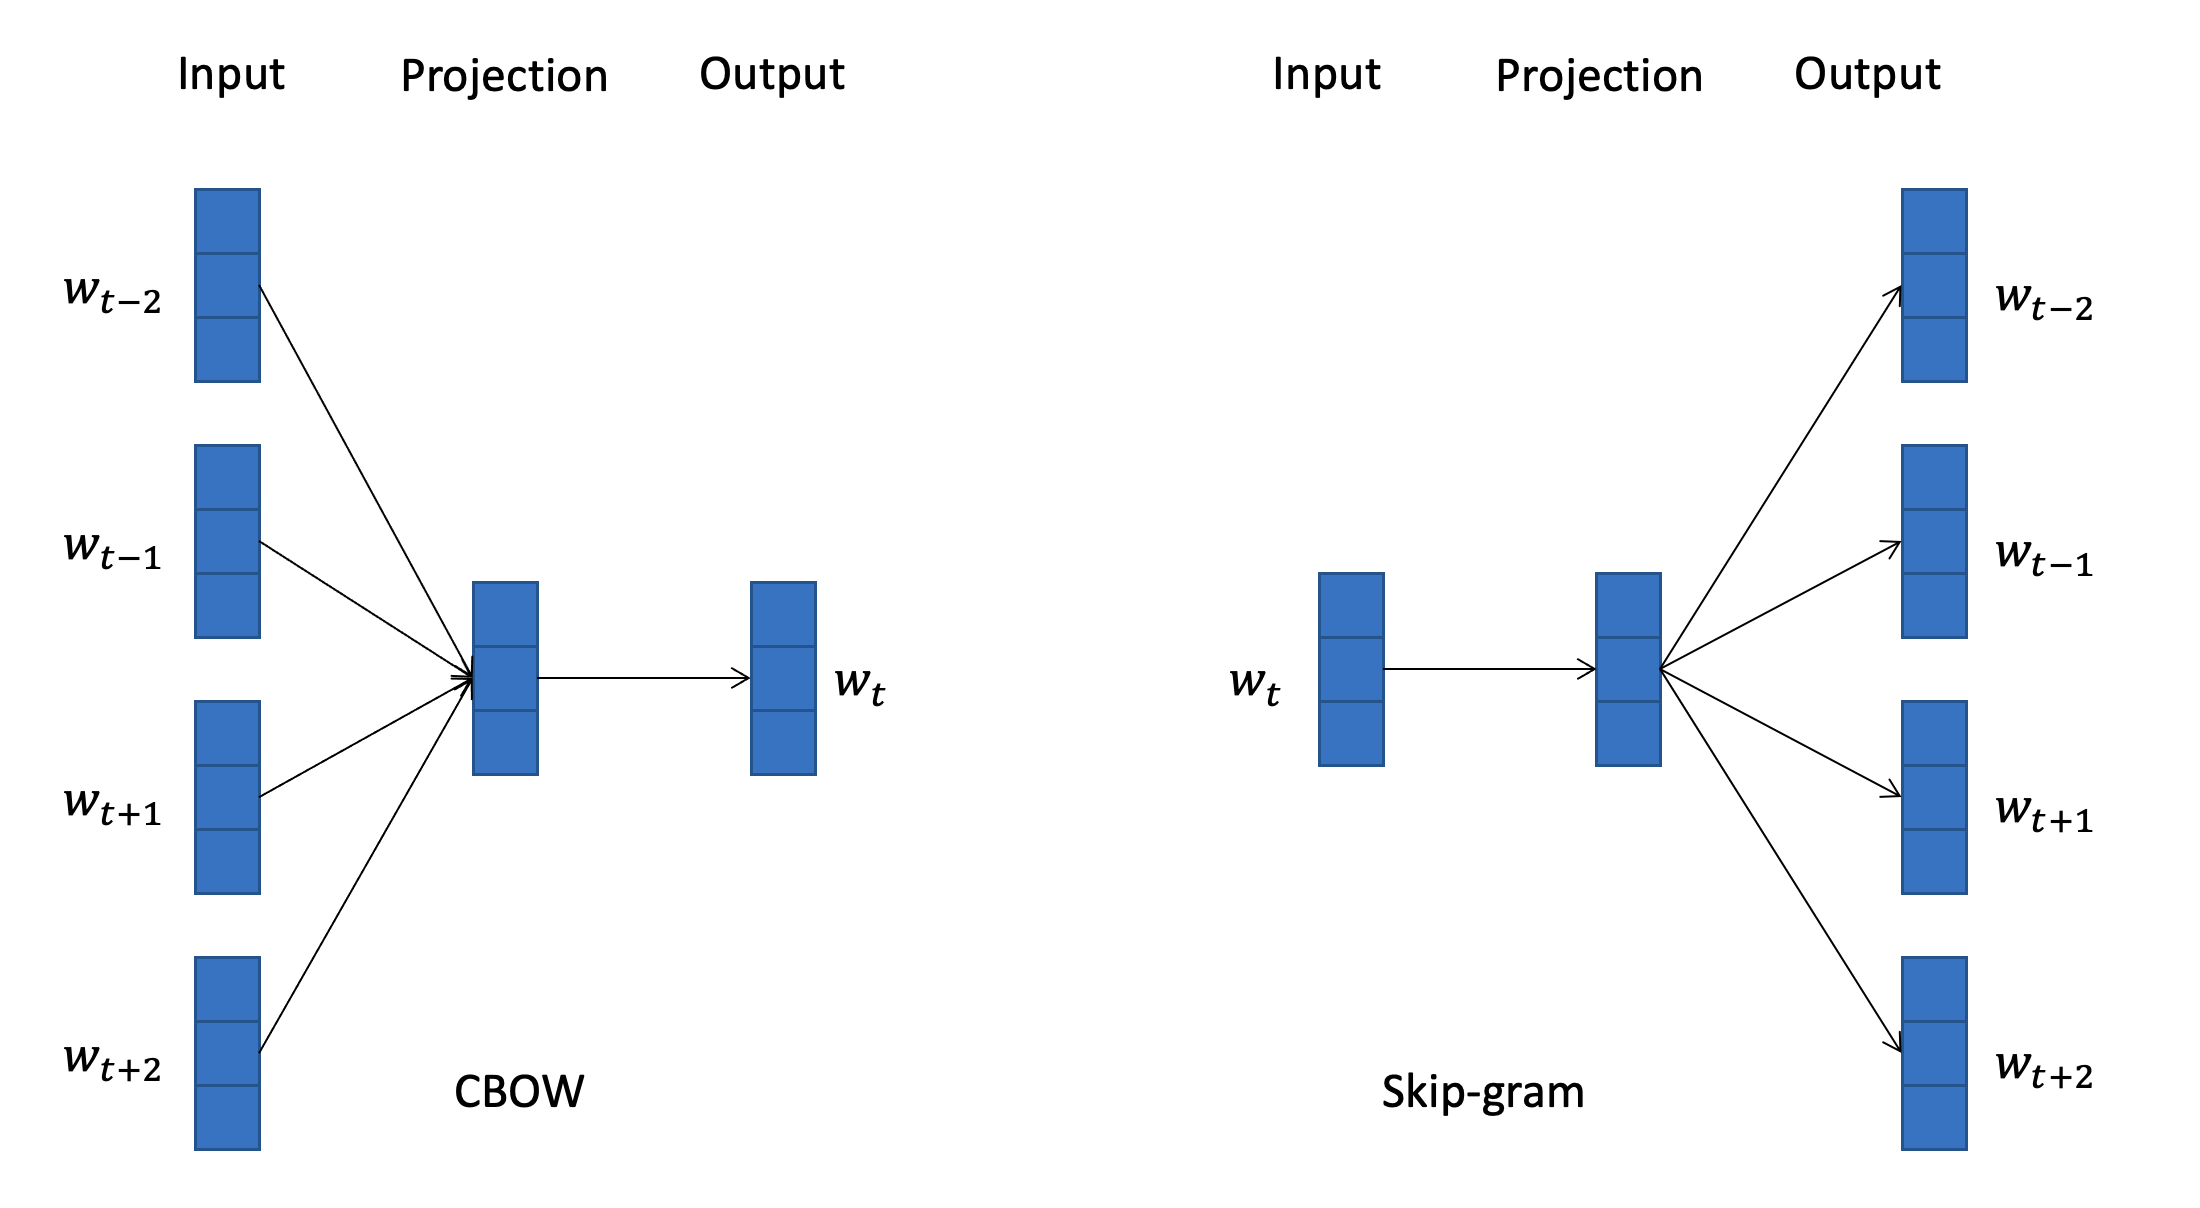 Input Projection Output Input Projection Output
w_{t−2} w_{t−2}
w_{t−1} w_{t−1}
w_t w_t
w_{t+1} w_{t+1}
w_{t+2} w_{t+2}
CBOW Skip-gram